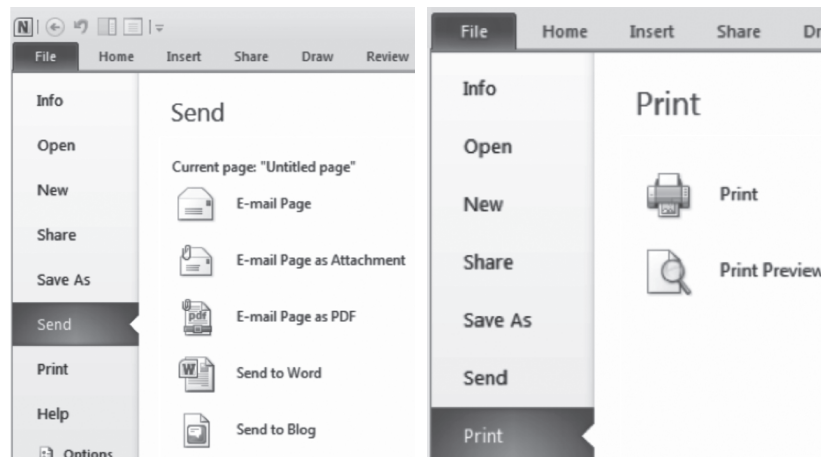 N
File Home Insert Share Draw Review
Info
Open
New
Share
Save As
Send
Print
Help
Options
Send
Current page: "Untitled page"
E-mail Page
E-mail Page as Attachment
pdf
E-mail Page as PDF
W
Send to Word
Send to Blog
File Home Insert Share Dr
Info
Open
New
Share
Save As
Send
Print
Print
Print
Print Preview